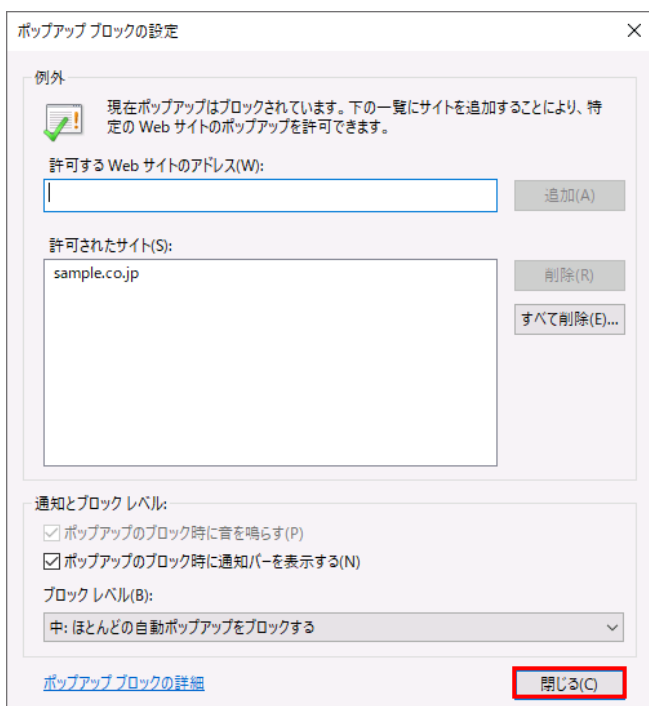 ポップアップ ブロックの設定
例外
現在ポップアップはブロックされています。下の一覧にサイトを追加することにより、特
定の Web サイトのポップアップを許可できます。
許可する Web サイトのアドレス(W):
追加(A)
許可されたサイト(S):
sample.co.jp
削除(R)
すべて削除(E)...
通知とブロック レベル:
ポップアップのブロック時に音を鳴らす(P)
ポップアップのブロック時に通知バーを表示する(N)
ブロック レベル(B):
中: ほとんどの自動ポップアップをブロックする
ポップアップ ブロックの詳細
閉じる(C)